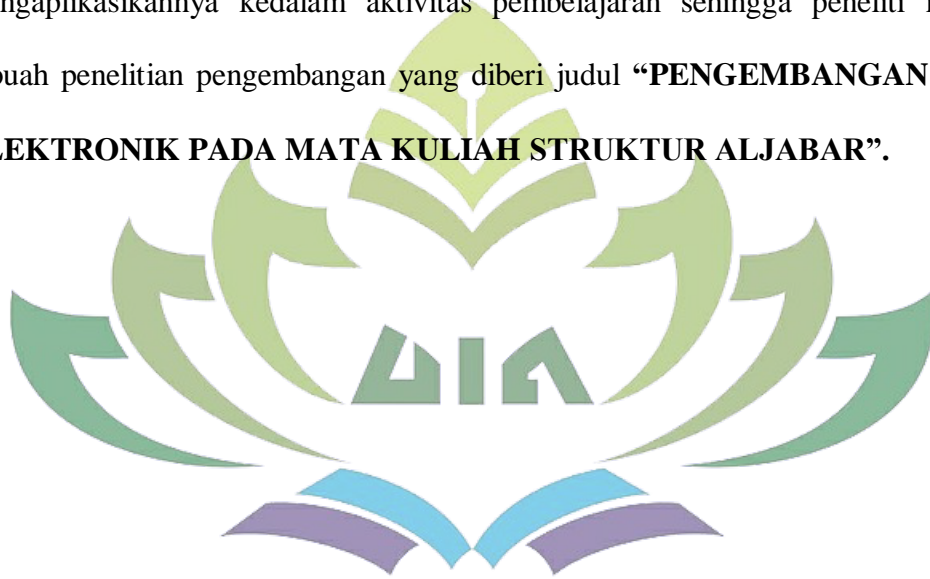 ngaplikasikannya kedalam aktivitas pembelajaran sehingga peneliti
buah penelitian pengembangan yang diberi judul “PENGEMBANGAN
LEKTRONIK PADA MATA KULIAH STRUKTUR ALJABAR”.
UIN